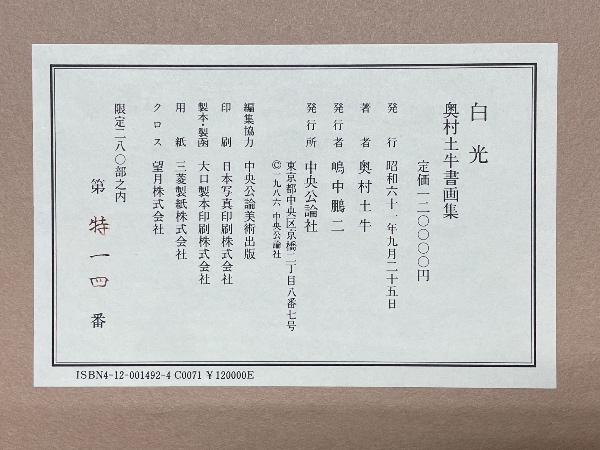 白光
奥村土牛書画集
定価一二〇〇〇〇円
発行 昭和六十一年九月二十五日
著者 奥村土牛
発行者 嶋中鵬二
発行所 中央公論社
東京都中央区京橋二丁目八番七号
©一九八六 中央公論社
編集協力 中央公論美術出版
印刷 日本写真印刷株式会社
製本・製函 大口製本印刷株式会社
用紙 三菱製紙株式会社
クロス 望月株式会社
限定二八〇部之内
第 特一四 番
ISBN4-12-001492-4 C0071 ¥120000E